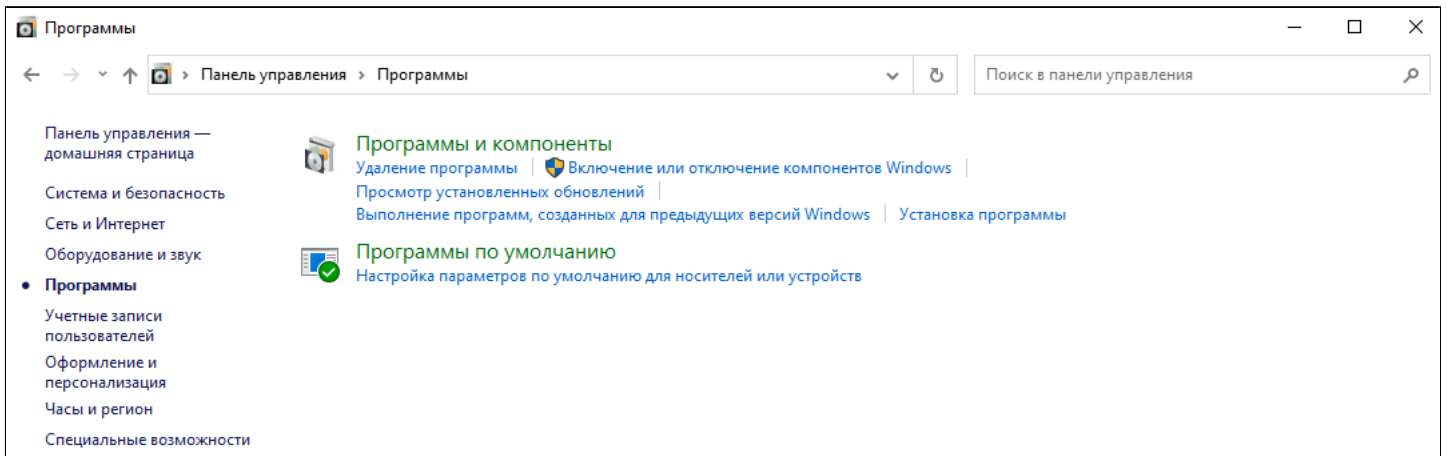 Программы
Панель управления › Программы
Поиск в панели управления
Панель управления —
домашняя страница
Система и безопасность
Сеть и Интернет
Оборудование и звук
Программы
Учетные записи
пользователей
Оформление и
персонализация
Часы и регион
Специальные возможности
Программы и компоненты
Удаление программы
Включение или отключение компонентов Windows
Просмотр установленных обновлений
Выполнение программ, созданных для предыдущих версий Windows
Установка программы
Программы по умолчанию
Настройка параметров по умолчанию для носителей или устройств